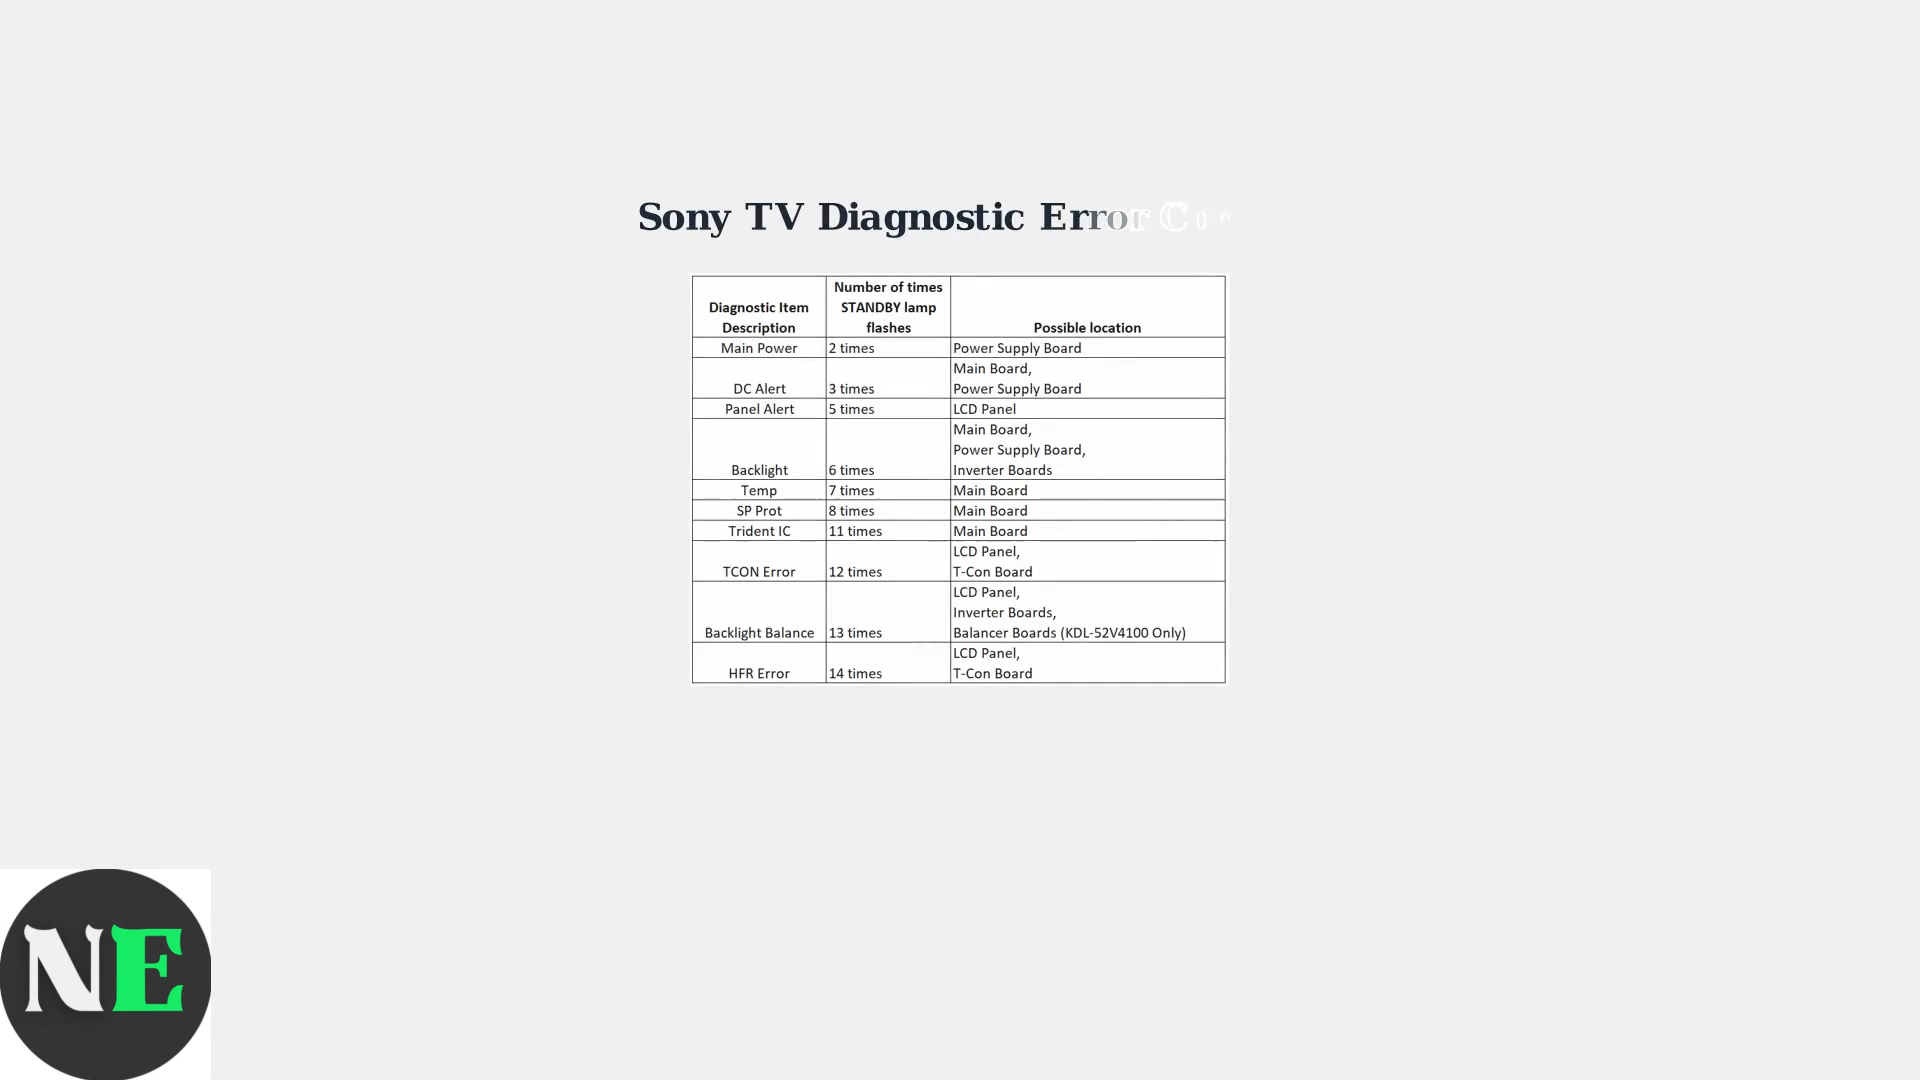 Sony TV Diagnostic Error
Diagnostic Item Description | Number of times STANDBY lamp flashes | Possible location
Main Power | 2 times | Power Supply Board
DC Alert | 3 times | Main Board, Power Supply Board
Panel Alert | 5 times | LCD Panel
Backlight | 6 times | Main Board, Power Supply Board, Inverter Boards
Temp | 7 times | Main Board
SP Prot | 8 times | Main Board
Trident IC | 11 times | Main Board
TCON Error | 12 times | LCD Panel, T-Con Board
Backlight Balance | 13 times | LCD Panel, Inverter Boards, Balancer Boards (KDL-52V4100 Only)
HFR Error | 14 times | LCD Panel, T-Con Board
NE